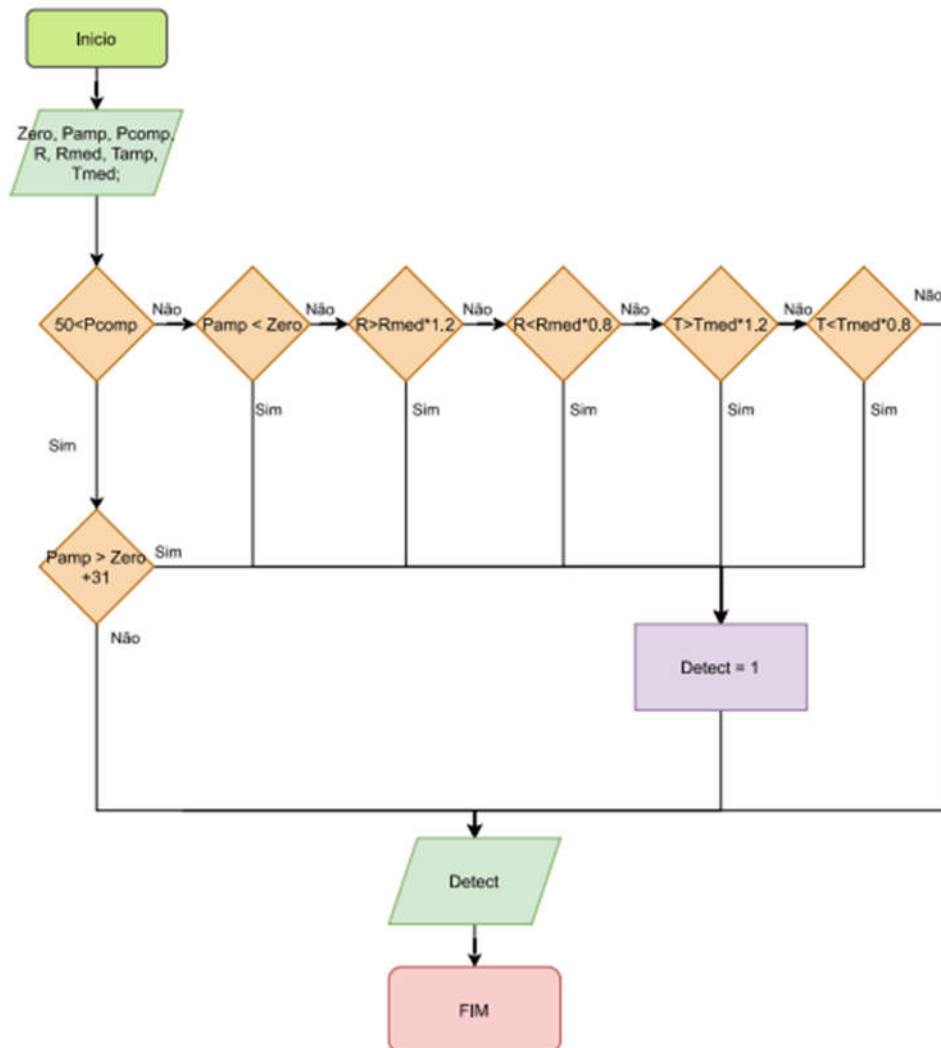 Inicio
Zero, Pamp, Pcomp,
R, Rmed, Tamp,
Tmed;
50<Pcomp
Não
Pamp < Zero
Não
R>Rmed*1.2
Não
R<Rmed*0.8
Não
T>Tmed*1.2
Não
T<Tmed*0.8
Não
Sim
Sim
Sim
Sim
Sim
Sim
Pamp > Zero
+31
Sim
Não
Detect = 1
Detect
FIM